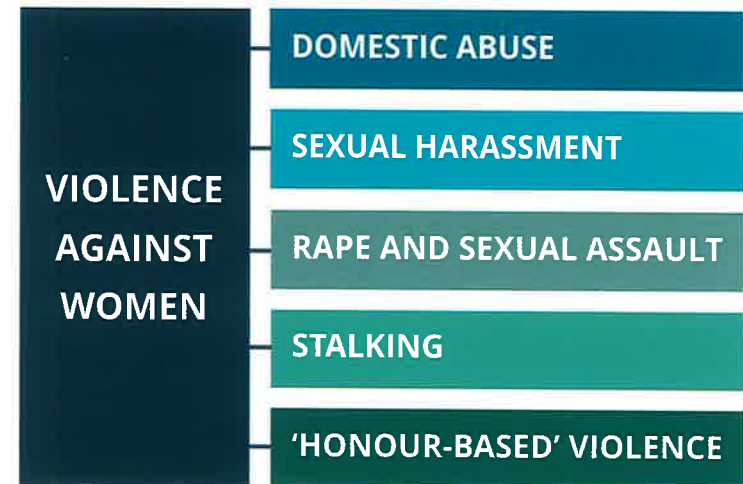 VIOLENCE
AGAINST
WOMEN
DOMESTIC ABUSE
SEXUAL HARASSMENT
RAPE AND SEXUAL ASSAULT
STALKING
‘HONOUR-BASED’ VIOLENCE